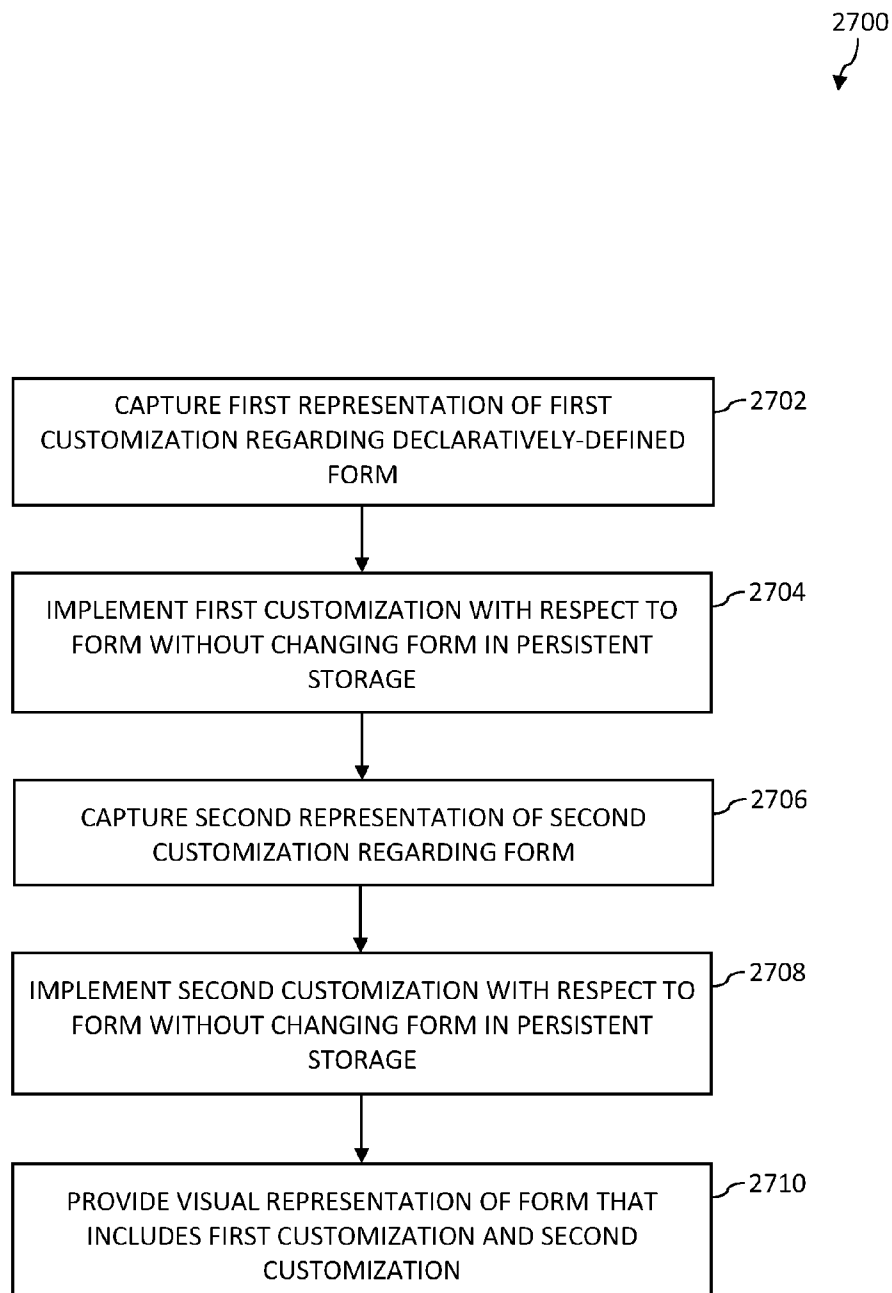 2700
CAPTURE FIRST REPRESENTATION OF FIRST
CUSTOMIZATION REGARDING DECLARATIVELY-DEFINED
FORM
2702
IMPLEMENT FIRST CUSTOMIZATION WITH RESPECT TO
FORM WITHOUT CHANGING FORM IN PERSISTENT
STORAGE
2704
CAPTURE SECOND REPRESENTATION OF SECOND
CUSTOMIZATION REGARDING FORM
2706
IMPLEMENT SECOND CUSTOMIZATION WITH RESPECT TO
FORM WITHOUT CHANGING FORM IN PERSISTENT
STORAGE
2708
PROVIDE VISUAL REPRESENTATION OF FORM THAT
INCLUDES FIRST CUSTOMIZATION AND SECOND
CUSTOMIZATION
2710